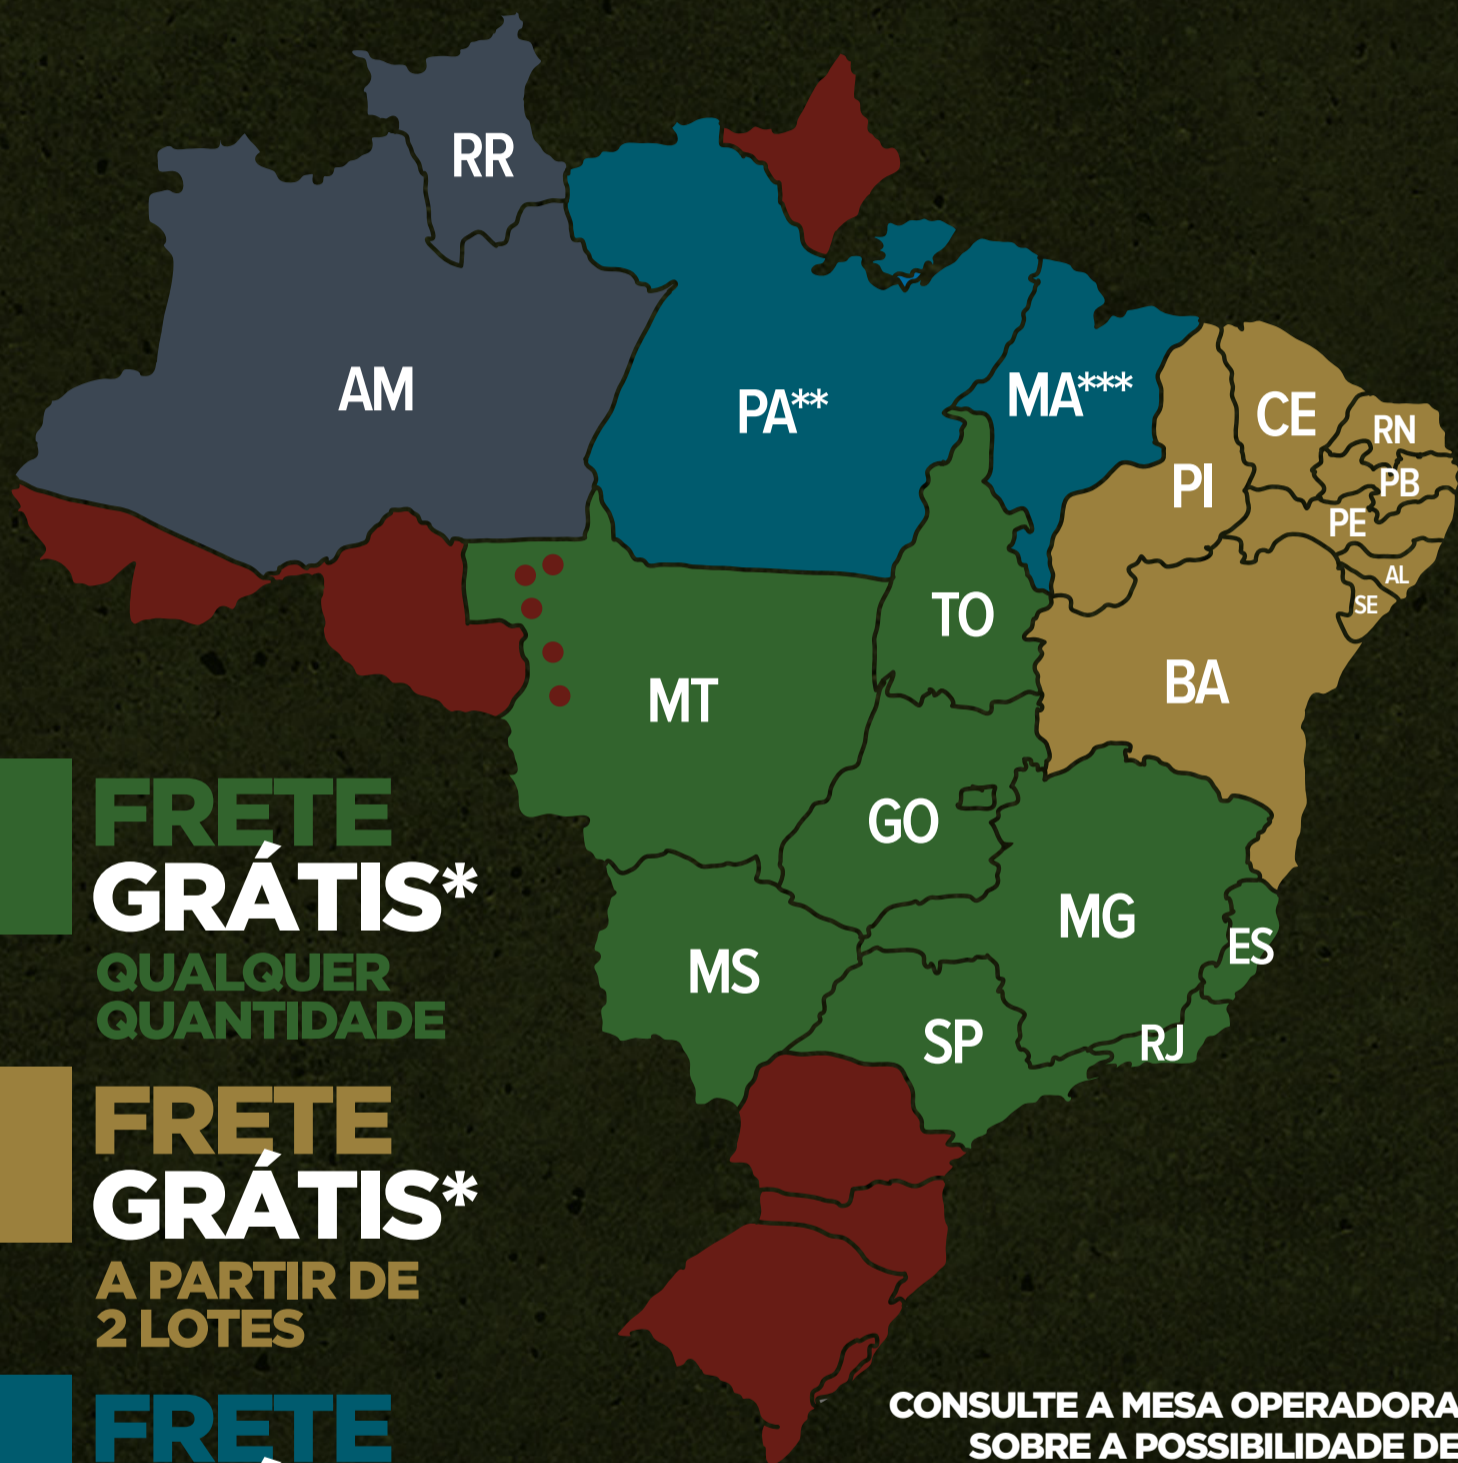 RR
AM
PA**
MA***
CE
RN
PB
PI
PE
AL
SE
TO
BA
MT
GO
MG
ES
MS
SP
RJ
FRETE
GRÁTIS*
QUALQUER
QUANTIDADE
FRETE
GRÁTIS*
A PARTIR DE
2 LOTES
FRETE
CONSULTE A MESA OPERADORA
SOBRE A POSSIBILIDADE DE